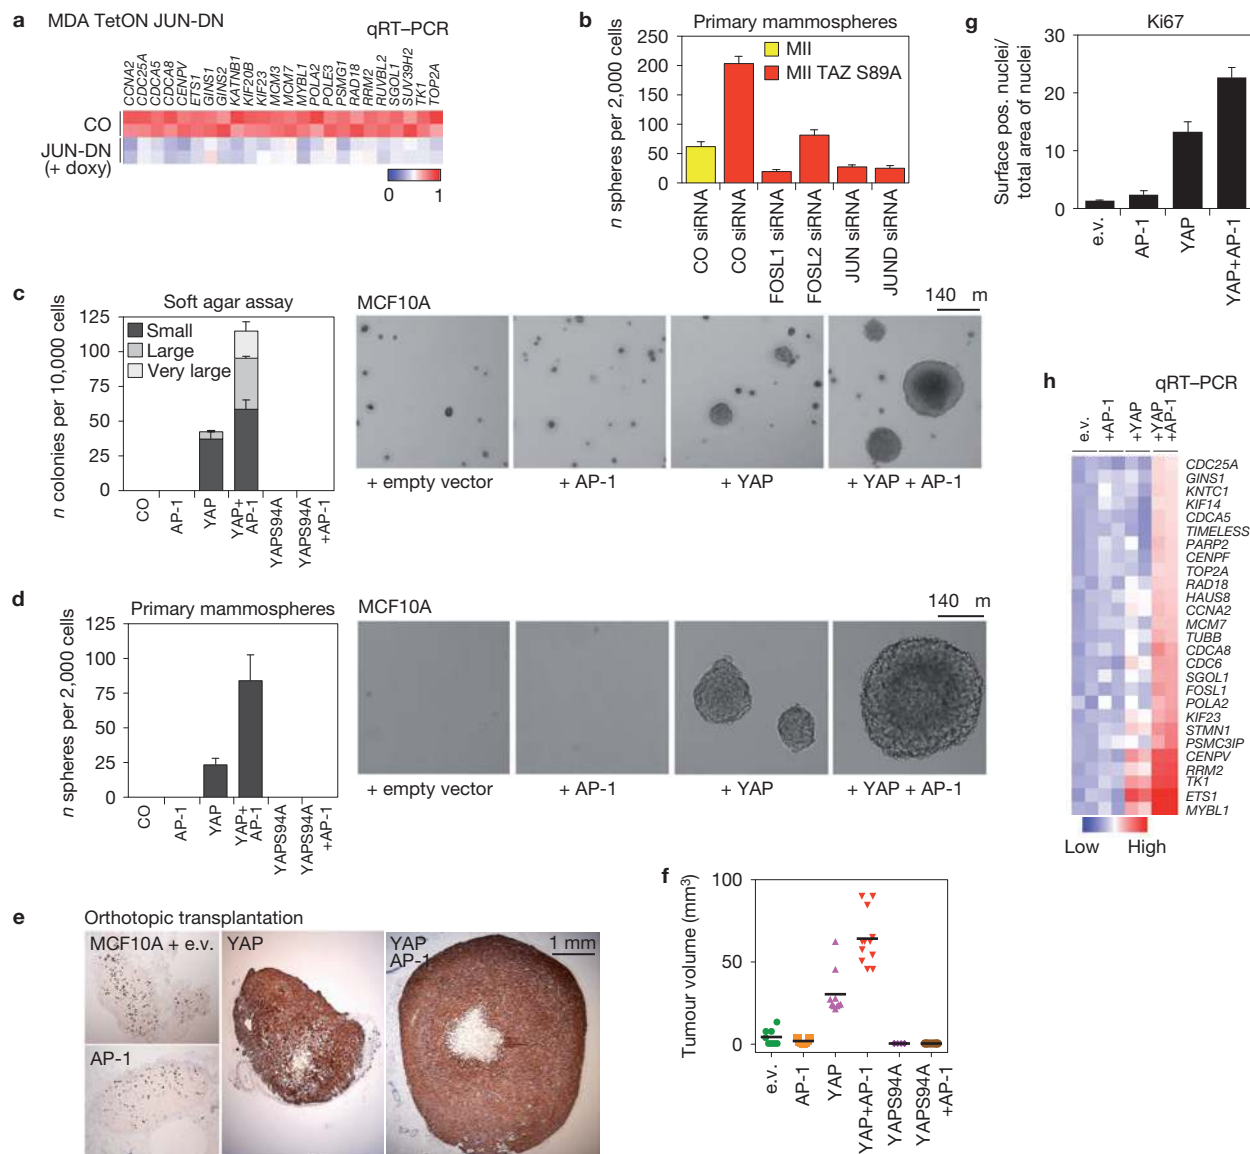 a
MDA TetON JUN-DN
qRT–PCR
CCNA2
CDC25A
CDCA5
CDCA8
CENPV
ETS1
GINS1
GINS2
KATNB1
KIF20B
KIF23
MCM3
MCM7
MYBL1
POLA2
POLE3
PSMG1
RAD18
RRM2
RUVBL2
SGOL1
SUV39H2
TK1
TOP2A
CO
JUN-DN
(+ doxy)
0 1
b
Primary mammospheres
n spheres per 2,000 cells
250
200
150
100
50
0
MII
MII TAZ S89A
CO siRNA
CO siRNA
FOSL1 siRNA
FOSL2 siRNA
JUN siRNA
JUND siRNA
g
Ki67
Surface pos. nuclei/
total area of nuclei
30
20
10
0
e.v.
AP-1
YAP
YAP+AP-1
c
Soft agar assay
n colonies per 10,000 cells
125
100
75
50
25
0
Small
Large
Very large
CO
AP-1
YAP
YAP+
AP-1
YAPS94A
YAPS94A
+AP-1
MCF10A
140 m
+ empty vector
+ AP-1
+ YAP
+ YAP + AP-1
d
Primary mammospheres
n spheres per 2,000 cells
125
100
75
50
25
0
CO
AP-1
YAP
YAP+
AP-1
YAPS94A
YAPS94A
+AP-1
MCF10A
140 m
+ empty vector
+ AP-1
+ YAP
+ YAP + AP-1
h
qRT–PCR
e.v.
+AP-1
+YAP
+YAP
+AP-1
CDC25A
GINS1
KNTC1
KIF14
CDCA5
TIMELESS
PARP2
CENPF
TOP2A
RAD18
HAUS8
CCNA2
MCM7
TUBB
CDCA8
CDC6
SGOL1
FOSL1
POLA2
KIF23
STMN1
PSMC3IP
CENPV
RRM2
TK1
ETS1
MYBL1
Low High
e
Orthotopic transplantation
MCF10A + e.v.
AP-1
YAP
YAP
AP-1
1 mm
f
Tumour volume (mm³)
100
50
0
e.v.
AP-1
YAP
YAP+AP-1
YAPS94A
YAPS94A
+AP-1